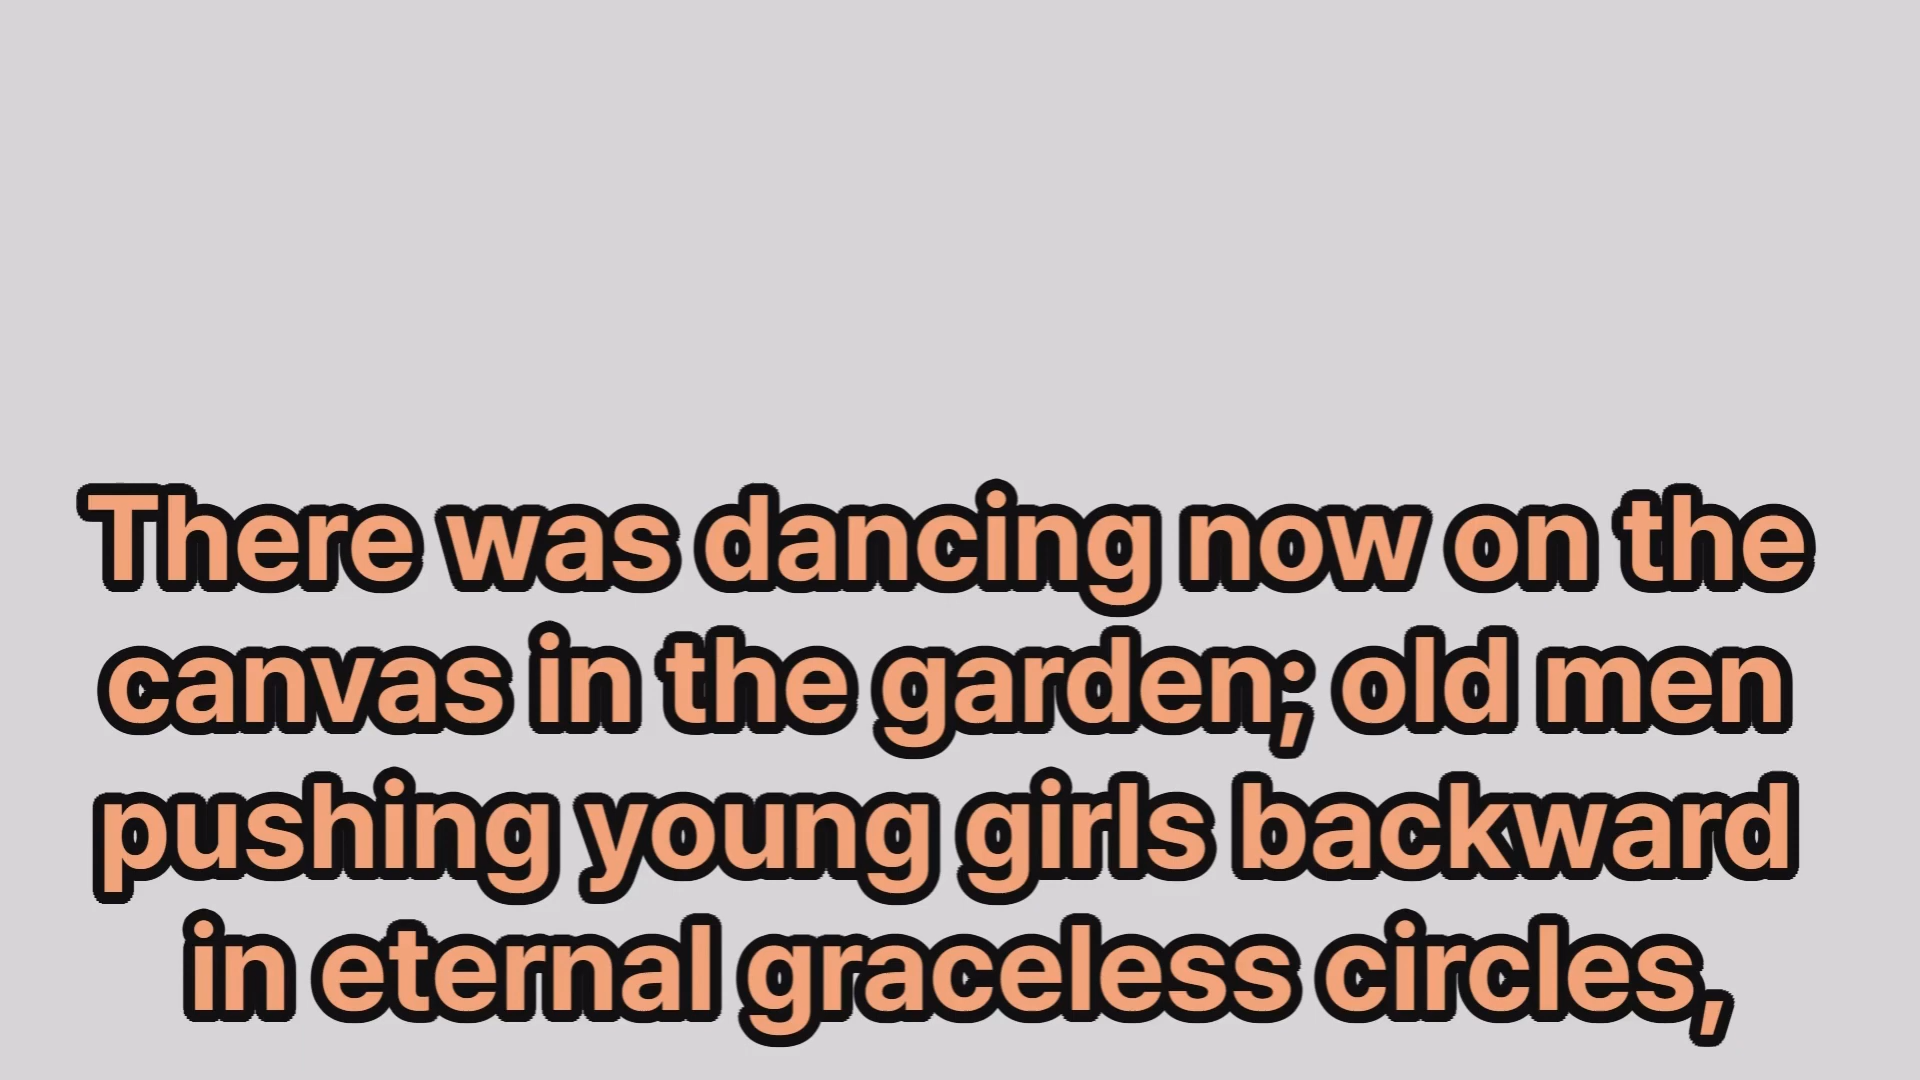 There was dancing now on the
canvas in the garden; old men
pushing young girls backward
in eternal graceless circles,